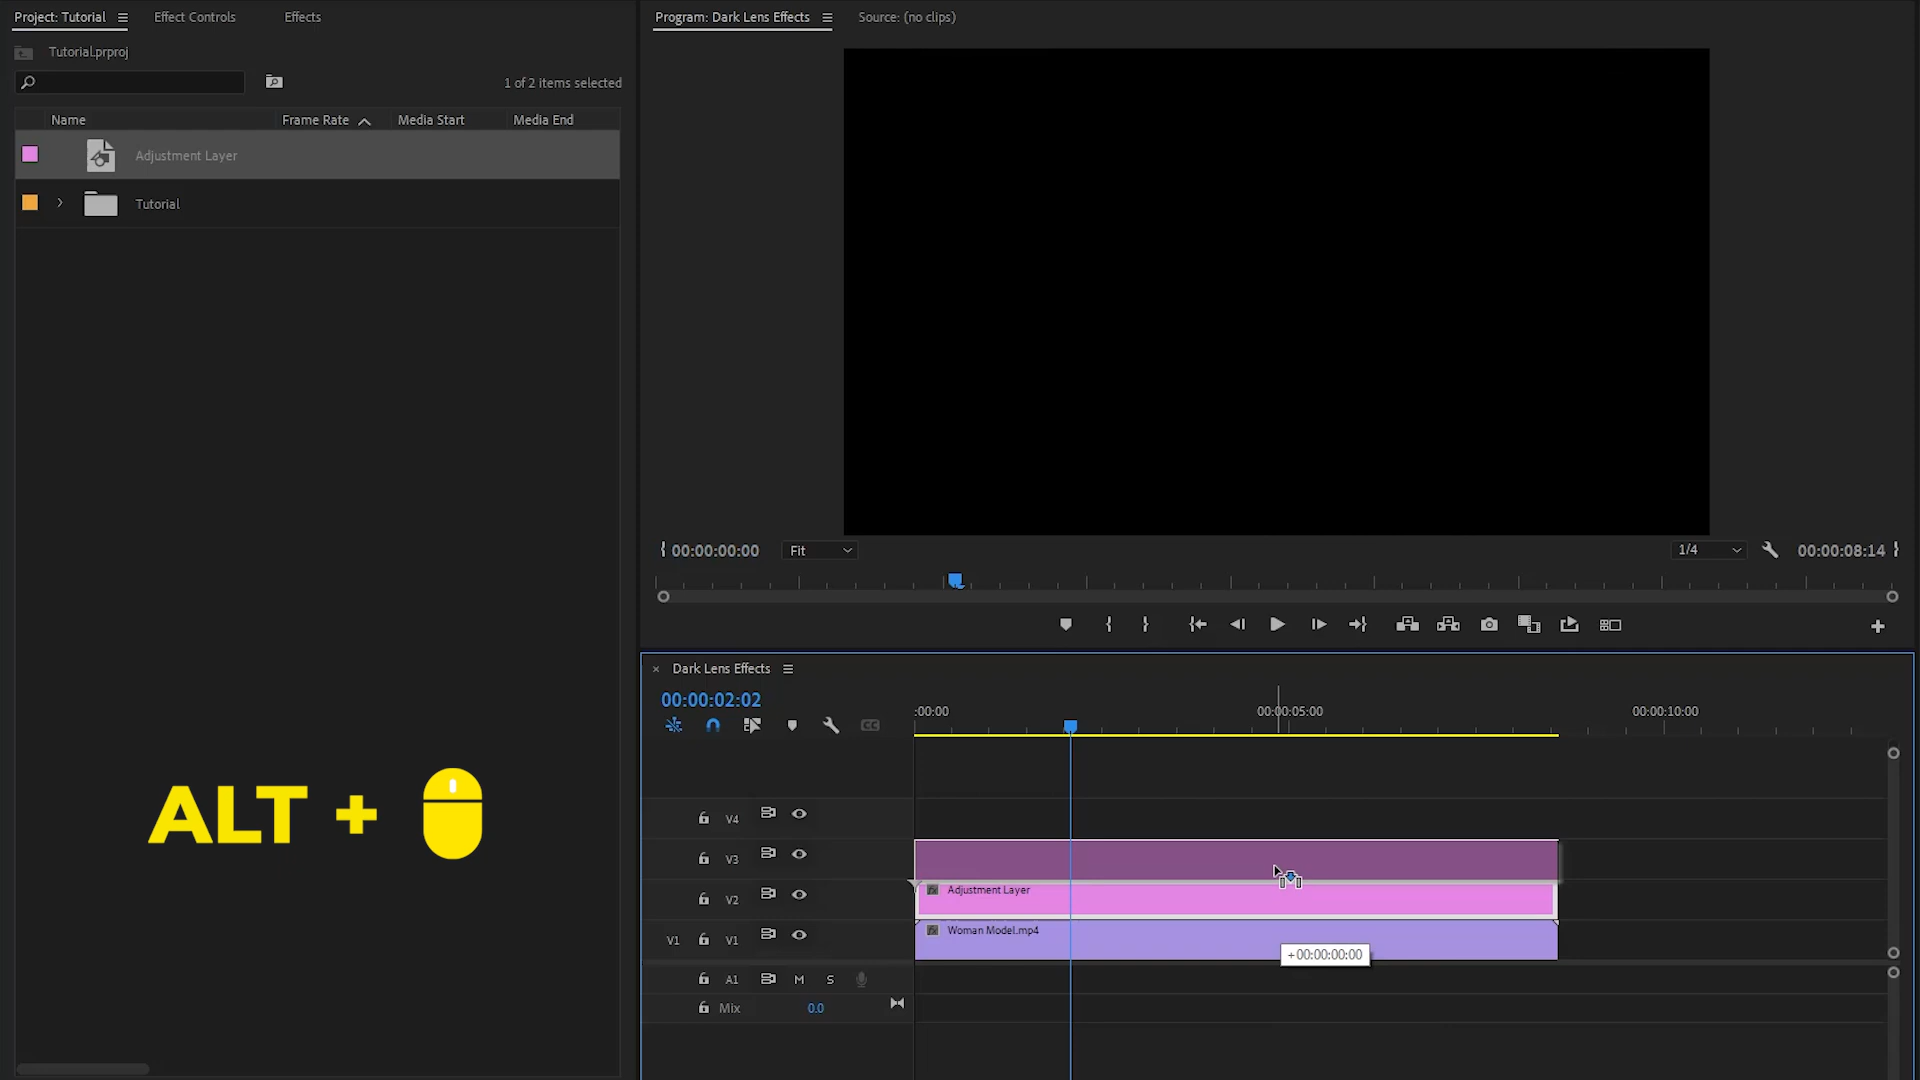 Project: Tutorial
Effect Controls
Effects
Tutorial.prproj
1 of 2 items selected
Name
Frame Rate
Media Start
Media End
Adjustment Layer
Tutorial
ALT +
Program: Dark Lens Effects
Source: (no clips)
00:00:00:00
Fit
1/4
00:00:08:14
Dark Lens Effects
00:00:02:02
CC
:00:00
00:00:05:00
00:00:10:00
V4
V3
V2
Adjustment Layer
V1
V1
Woman Model.mp4
+00:00:00:00
A1
M
S
Mix
0.0